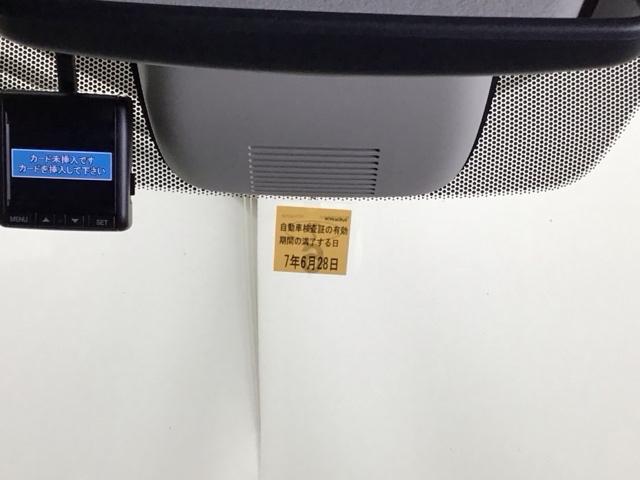 カード未挿入です
カードを挿入して下さい
MENU
SET
自動車検査証の有効
期間の満了する日
7年6月28日